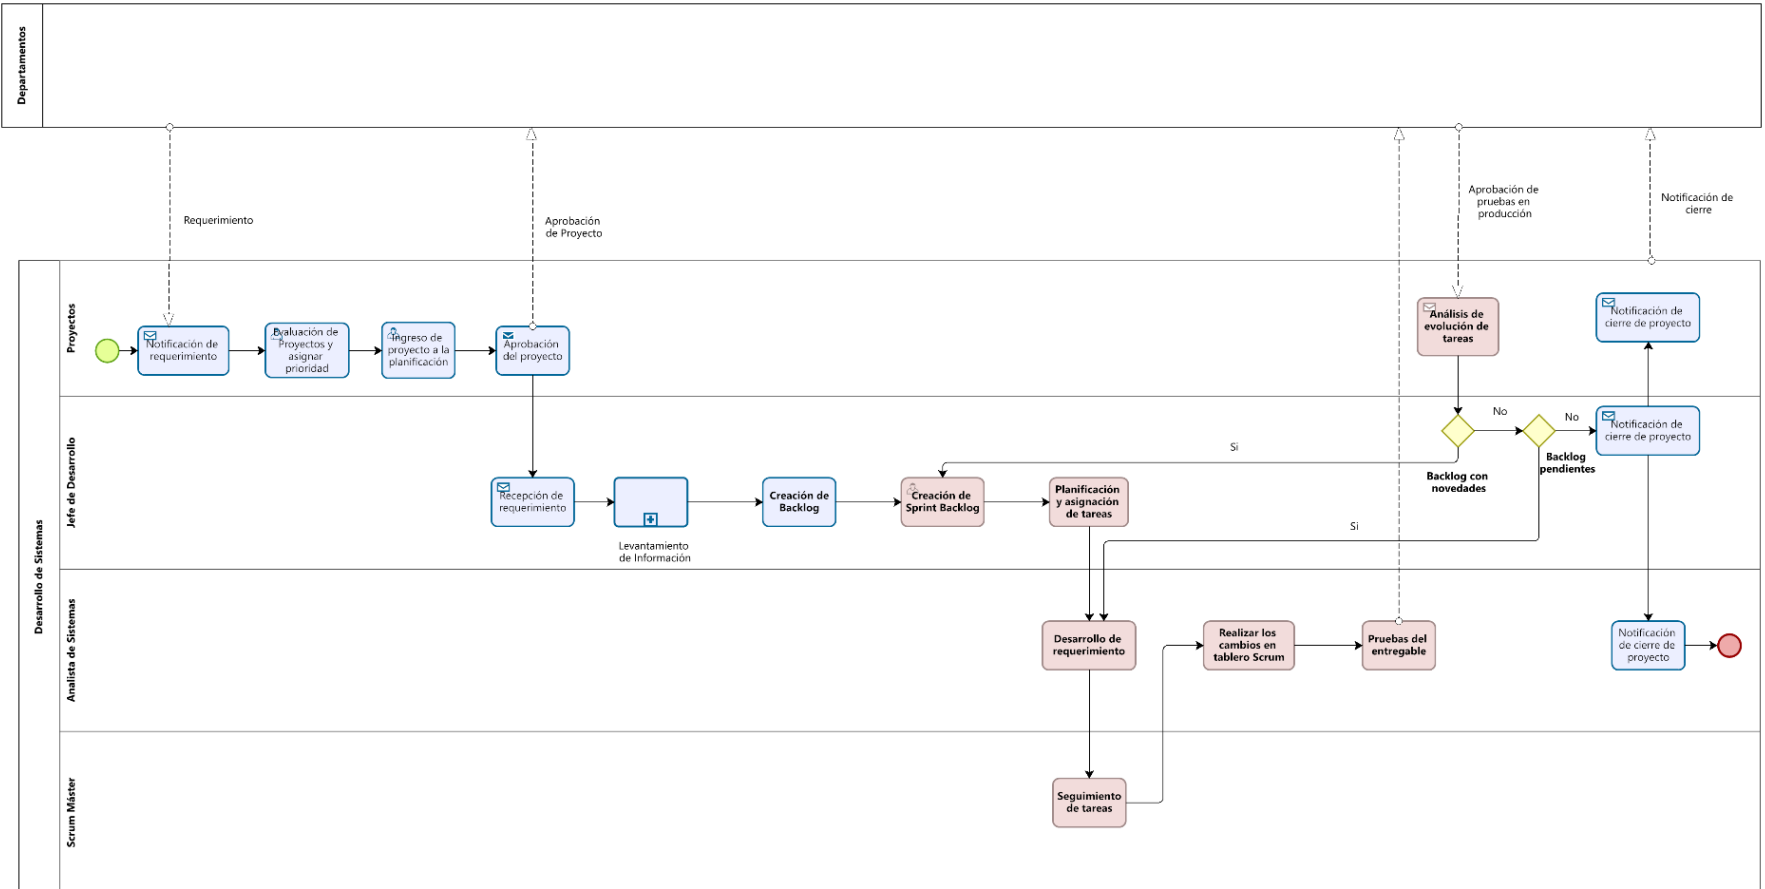 Departamentos
Requerimiento
Aprobación
de Proyecto
Aprobación de
pruebas en
producción
Notificación de
cierre
Desarrollo de Sistemas
Proyectos
Notificación de
requerimiento
Evaluación de
Proyectos y
asignar
prioridad
Ingreso de
proyecto a la
planificación
Aprobación
del proyecto
Análisis de
evolución de
tareas
Notificación de
cierre de proyecto
Jefe de Desarrollo
No
No
Notificación de
cierre de proyecto
Si
Backlog con
novedades
Backlog
pendientes
Recepción de
requerimiento
Levantamiento
de Información
Creación de
Backlog
Creación de
Sprint Backlog
Planificación
y asignación
de tareas
Si
Analista de Sistemas
Desarrollo de
requerimiento
Realizar los
cambios en
tablero Scrum
Pruebas del
entregable
Notificación
de cierre de
proyecto
Scrum Máster
Seguimiento
de tareas